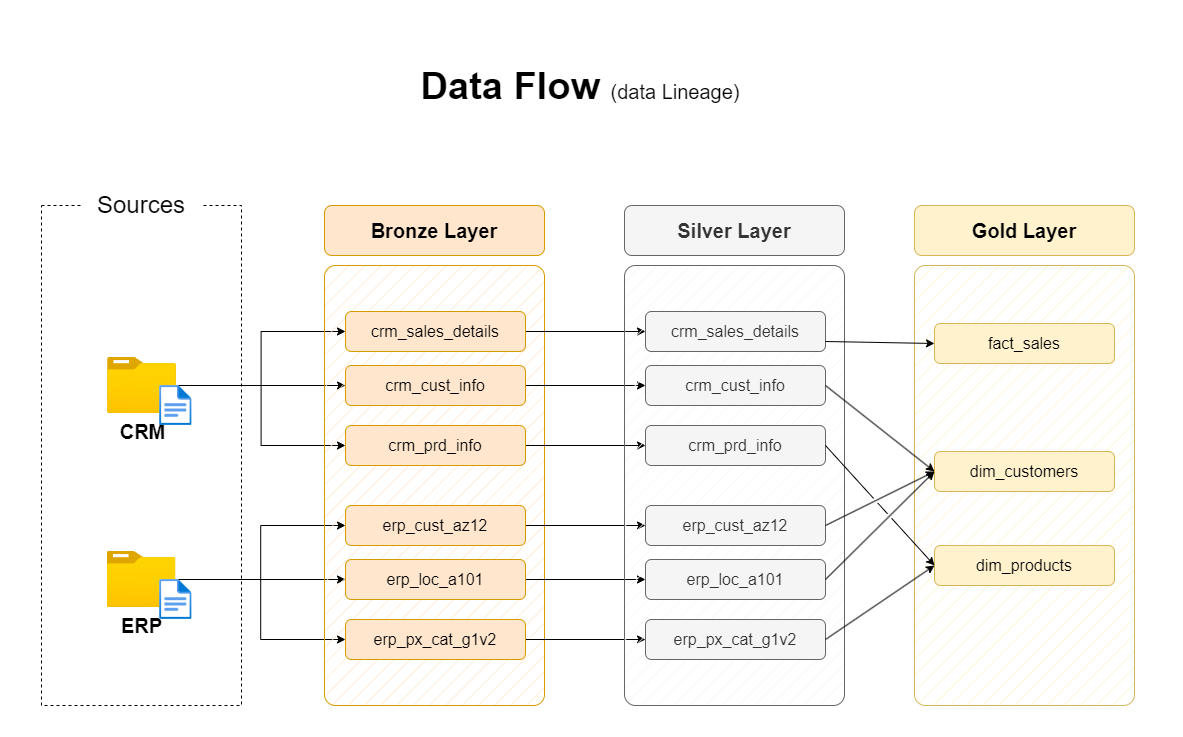 Data Flow (data Lineage)
Sources
CRM
ERP
Bronze Layer
crm_sales_details
crm_cust_info
crm_prd_info
erp_cust_az12
erp_loc_a101
erp_px_cat_g1v2
Silver Layer
crm_sales_details
crm_cust_info
crm_prd_info
erp_cust_az12
erp_loc_a101
erp_px_cat_g1v2
Gold Layer
fact_sales
dim_customers
dim_products